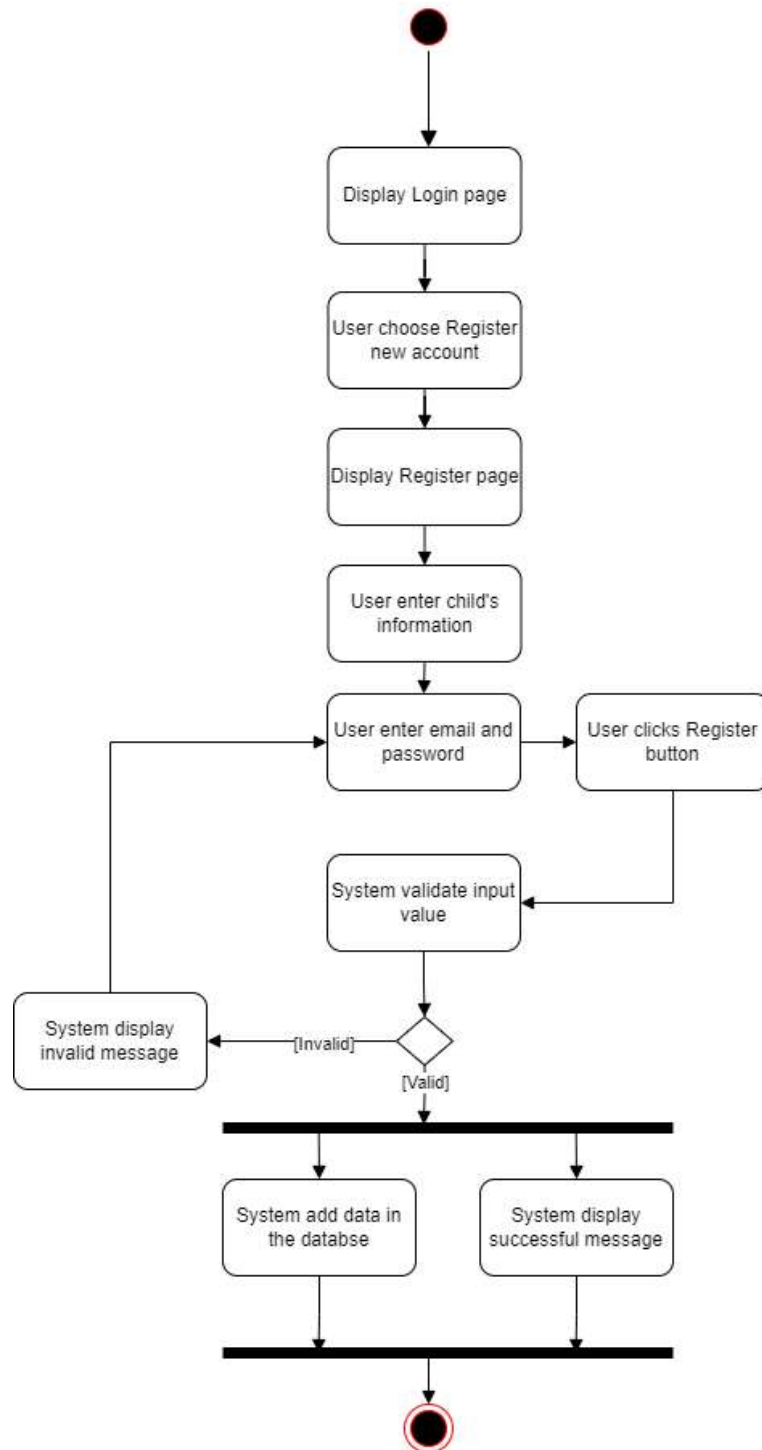 Display Login page
User choose Register
new account
Display Register page
User enter child's
information
User enter email and
password
User clicks Register
button
System validate input
value
System display
invalid message
[Invalid]
[Valid]
System add data in
the databse
System display
successful message